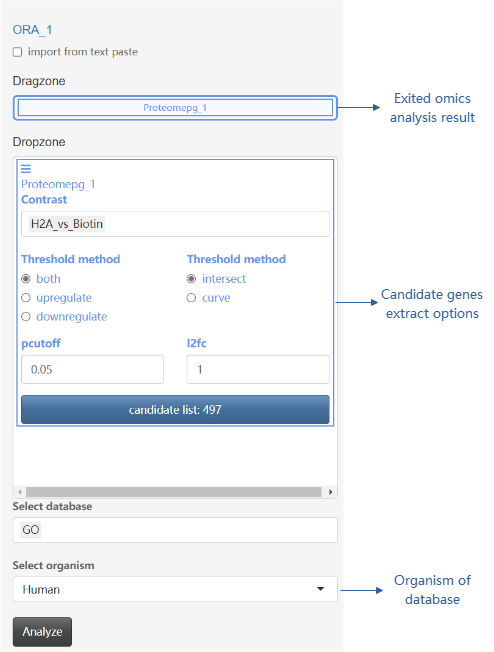 ORA_1
import from text paste
Dragzone
Proteomepg_1
Exited omics
analysis result
Dropzone
Proteomepg_1
Contrast
H2A_vs_Biotin
Threshold method
Threshold method
both
intersect
upregulate
curve
downregulate
Candidate genes
extract options
pcutoff
l2fc
0.05
1
candidate list: 497
Select database
GO
Select organism
Human
Organism of
database
Analyze